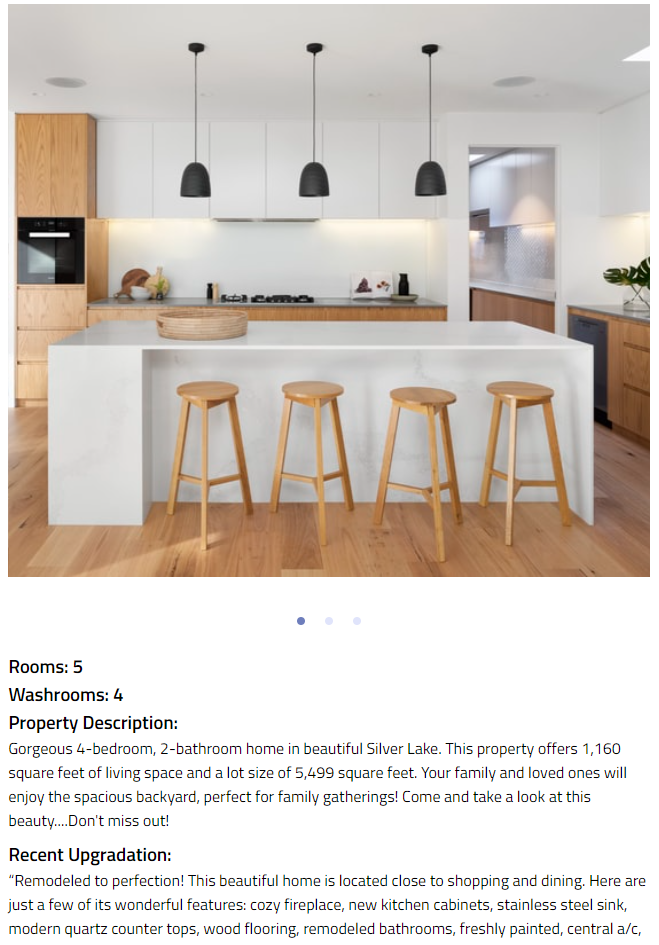 Rooms: 5
Washrooms: 4
Property Description:
Gorgeous 4-bedroom, 2-bathroom home in beautiful Silver Lake. This property offers 1,160
square feet of living space and a lot size of 5,499 square feet. Your family and loved ones will
enjoy the spacious backyard, perfect for family gatherings! Come and take a look at this
beauty....Don't miss out!
Recent Upgradation:
“Remodeled to perfection! This beautiful home is located close to shopping and dining. Here are
just a few of its wonderful features: cozy fireplace, new kitchen cabinets, stainless steel sink,
modern quartz counter tops, wood flooring, remodeled bathrooms, freshly painted, central a/c,